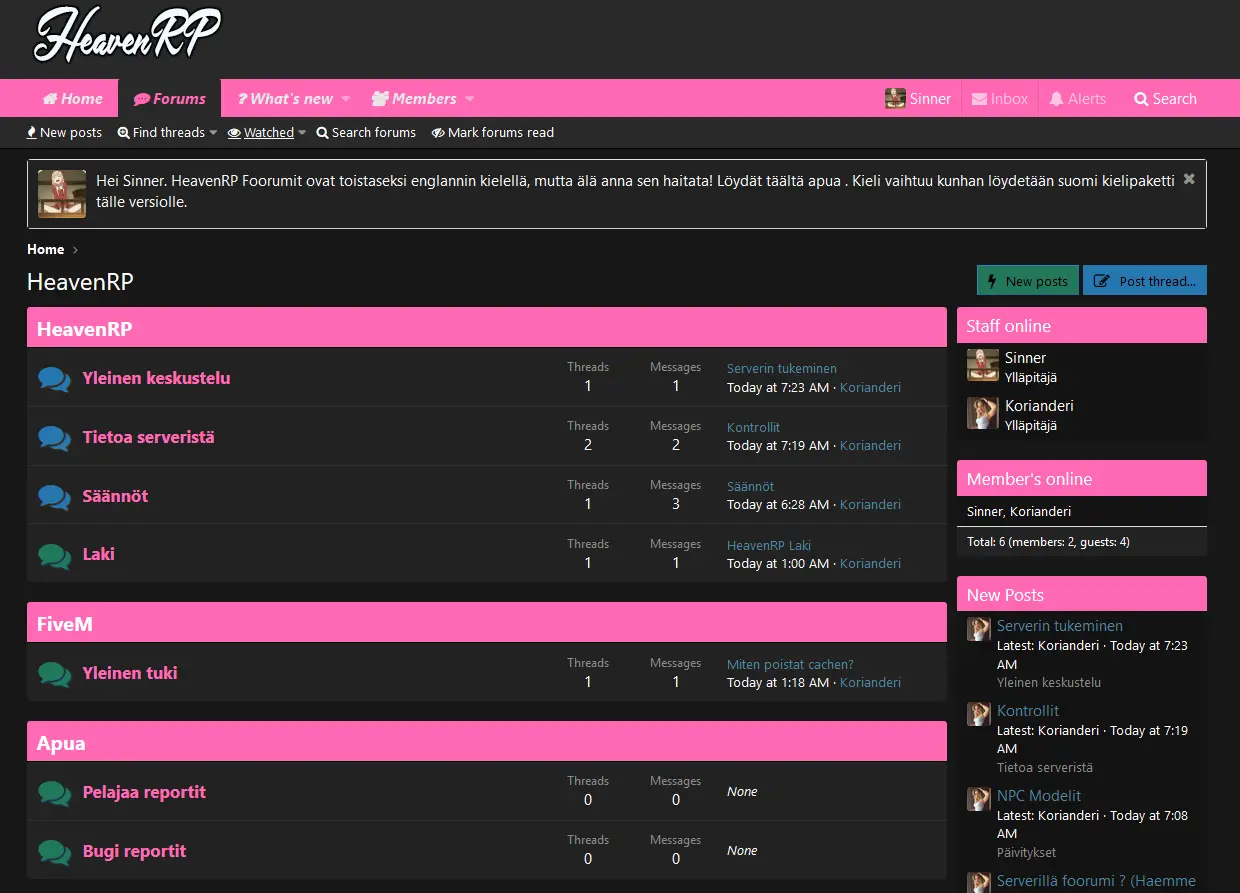 HeavenRP
Home Forums What's new Members Sinner Inbox Alerts Search
New posts Find threads Watched Search forums Mark forums read
Hei Sinner. HeavenRP Foorumit ovat toistaseksi englannin kielellä, mutta älä anna sen haitata! Löydät täältä apua . Kieli vaihtuu kunhan löydetään suomi kielipaketti
tälle versiolle.
Home
HeavenRP
New posts Post thread...
HeavenRP
Yleinen keskustelu
Threads
1
Messages
1
Serverin tukeminen
Today at 7:23 AM · Korianderi
Tietoa serveristä
Threads
2
Messages
2
Kontrollit
Today at 7:19 AM · Korianderi
Säännöt
Threads
1
Messages
3
Säännöt
Today at 6:28 AM · Korianderi
Laki
Threads
1
Messages
1
HeavenRP Laki
Today at 1:00 AM · Korianderi
FiveM
Yleinen tuki
Threads
1
Messages
1
Miten poistat cachen?
Today at 1:18 AM · Korianderi
Apua
Pelajaa reportit
Threads
0
Messages
0
None
Bugi reportit
Threads
0
Messages
0
None
Staff online
Sinner
Ylläpitäjä
Korianderi
Ylläpitäjä
Member's online
Sinner, Korianderi
Total: 6 (members: 2, guests: 4)
New Posts
Serverin tukeminen
Latest: Korianderi · Today at 7:23
AM
Yleinen keskustelu
Kontrollit
Latest: Korianderi · Today at 7:19
AM
Tietoa serveristä
NPC Modelit
Latest: Korianderi · Today at 7:08
AM
Päivitykset
Serverillä foorumi ? (Haemme